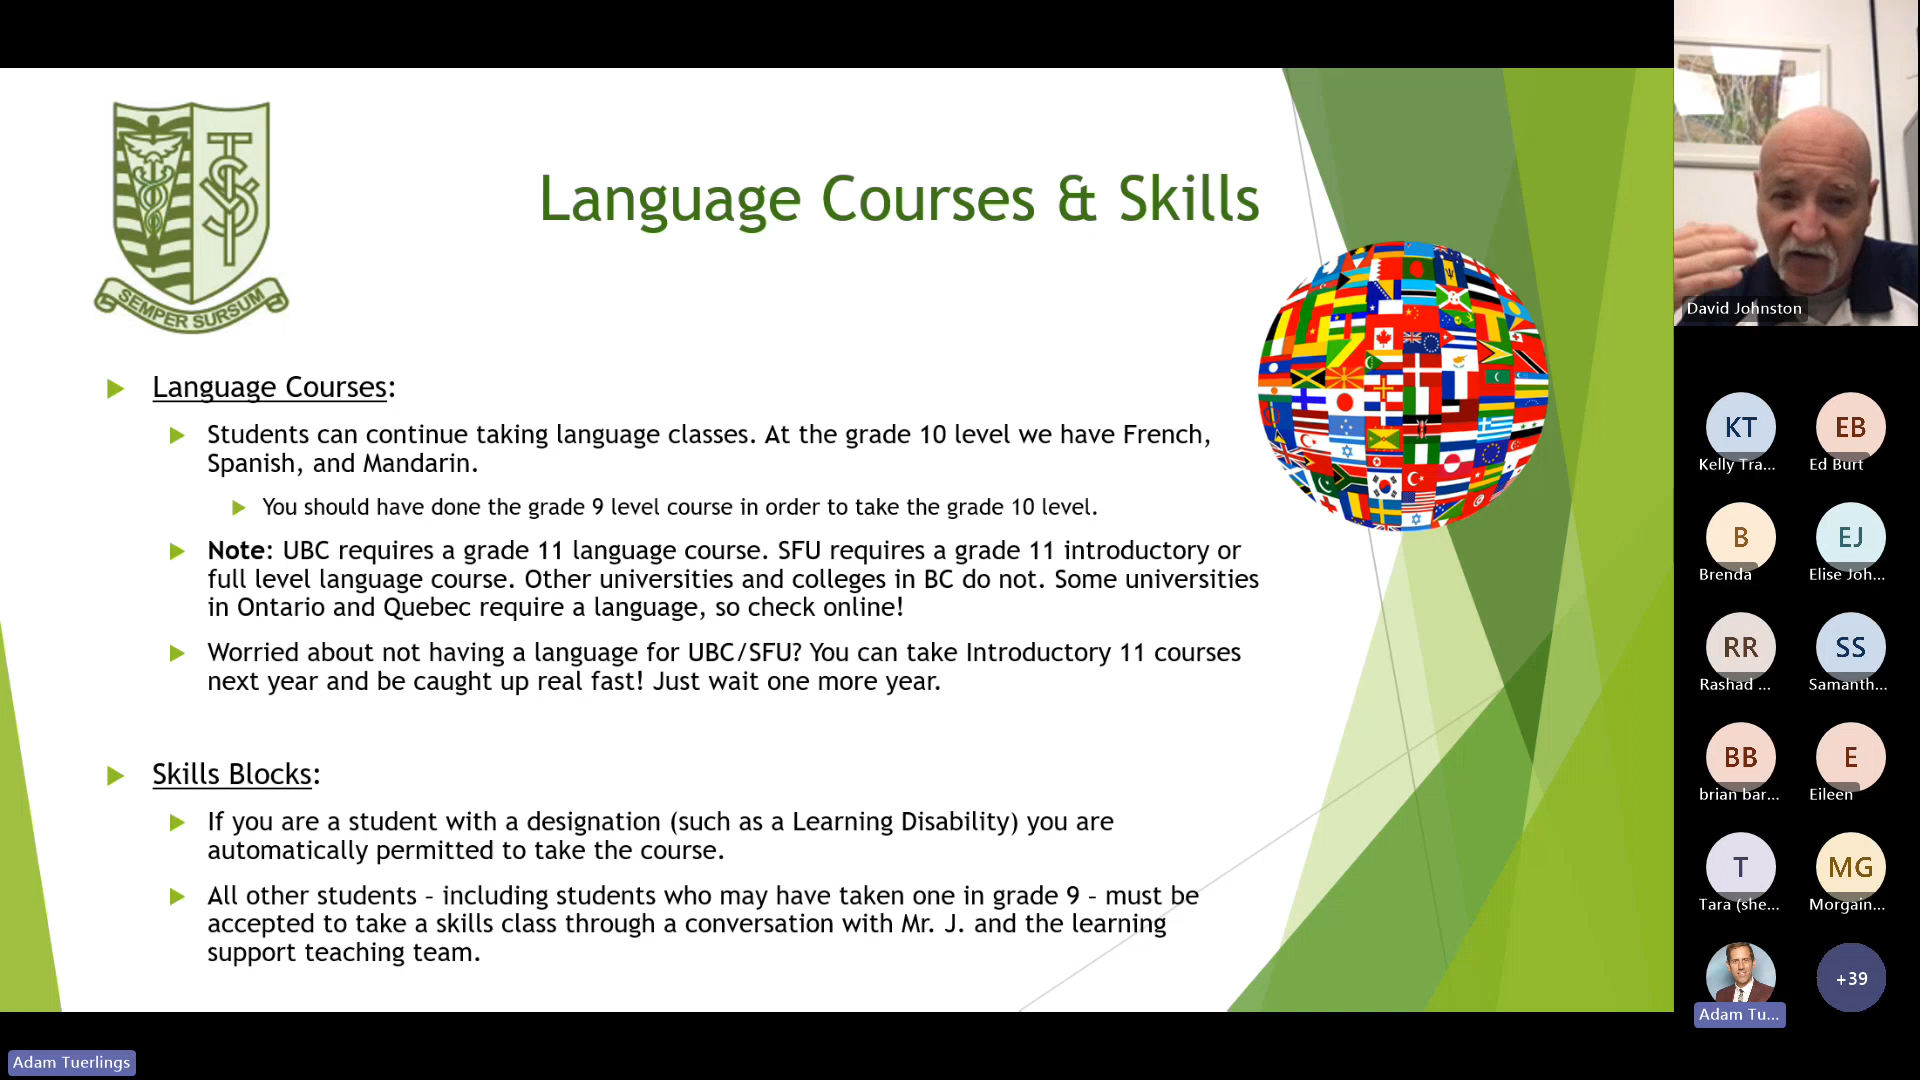 Language Courses & Skills
SEMPER SURSUM
Language Courses:
Students can continue taking language classes. At the grade 10 level we have French,
Spanish, and Mandarin.
You should have done the grade 9 level course in order to take the grade 10 level.
Note: UBC requires a grade 11 language course. SFU requires a grade 11 introductory or
full level language course. Other universities and colleges in BC do not. Some universities
in Ontario and Quebec require a language, so check online!
Worried about not having a language for UBC/SFU? You can take Introductory 11 courses
next year and be caught up real fast! Just wait one more year.
Skills Blocks:
If you are a student with a designation (such as a Learning Disability) you are
automatically permitted to take the course.
All other students – including students who may have taken one in grade 9 – must be
accepted to take a skills class through a conversation with Mr. J. and the learning
support teaching team.
Adam Tuerlings
David Johnston
KT
Kelly Tra...
EB
Ed Burt
B
Brenda
EJ
Elise Joh...
RR
Rashad ...
SS
Samanth...
BB
brian bar...
E
Eileen
T
Tara (she...
MG
Morgain...
Adam Tu...
+39